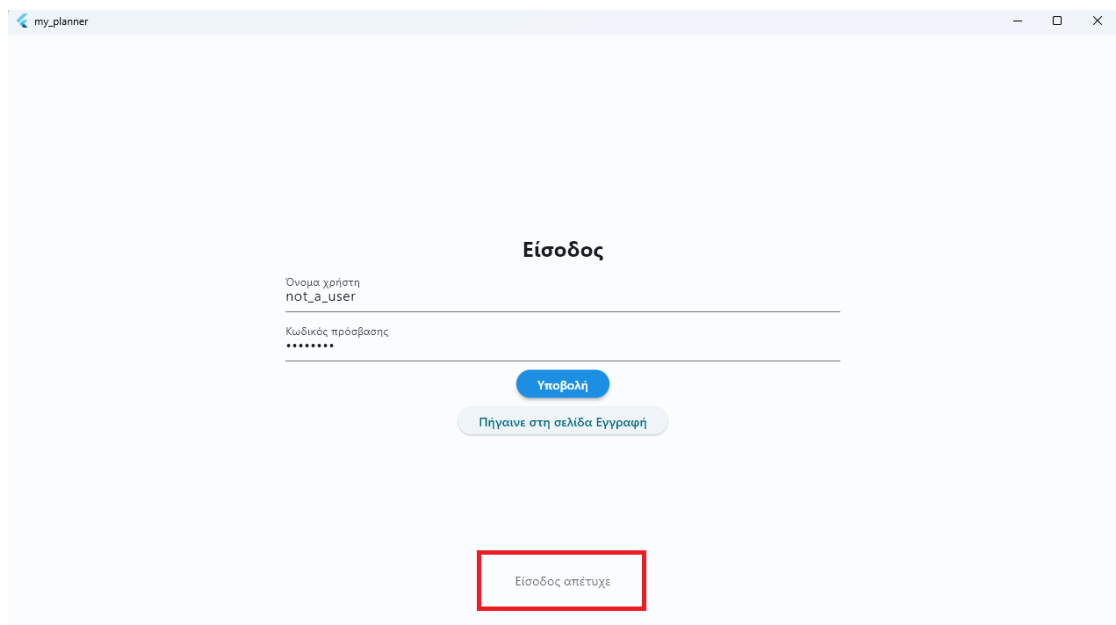 my_planner
Είσοδος
Όνομα χρήστη
not_a_user
Κωδικός πρόσβασης
••••••••
Υποβολή
Πήγαινε στη σελίδα Εγγραφή
Είσοδος απέτυχε